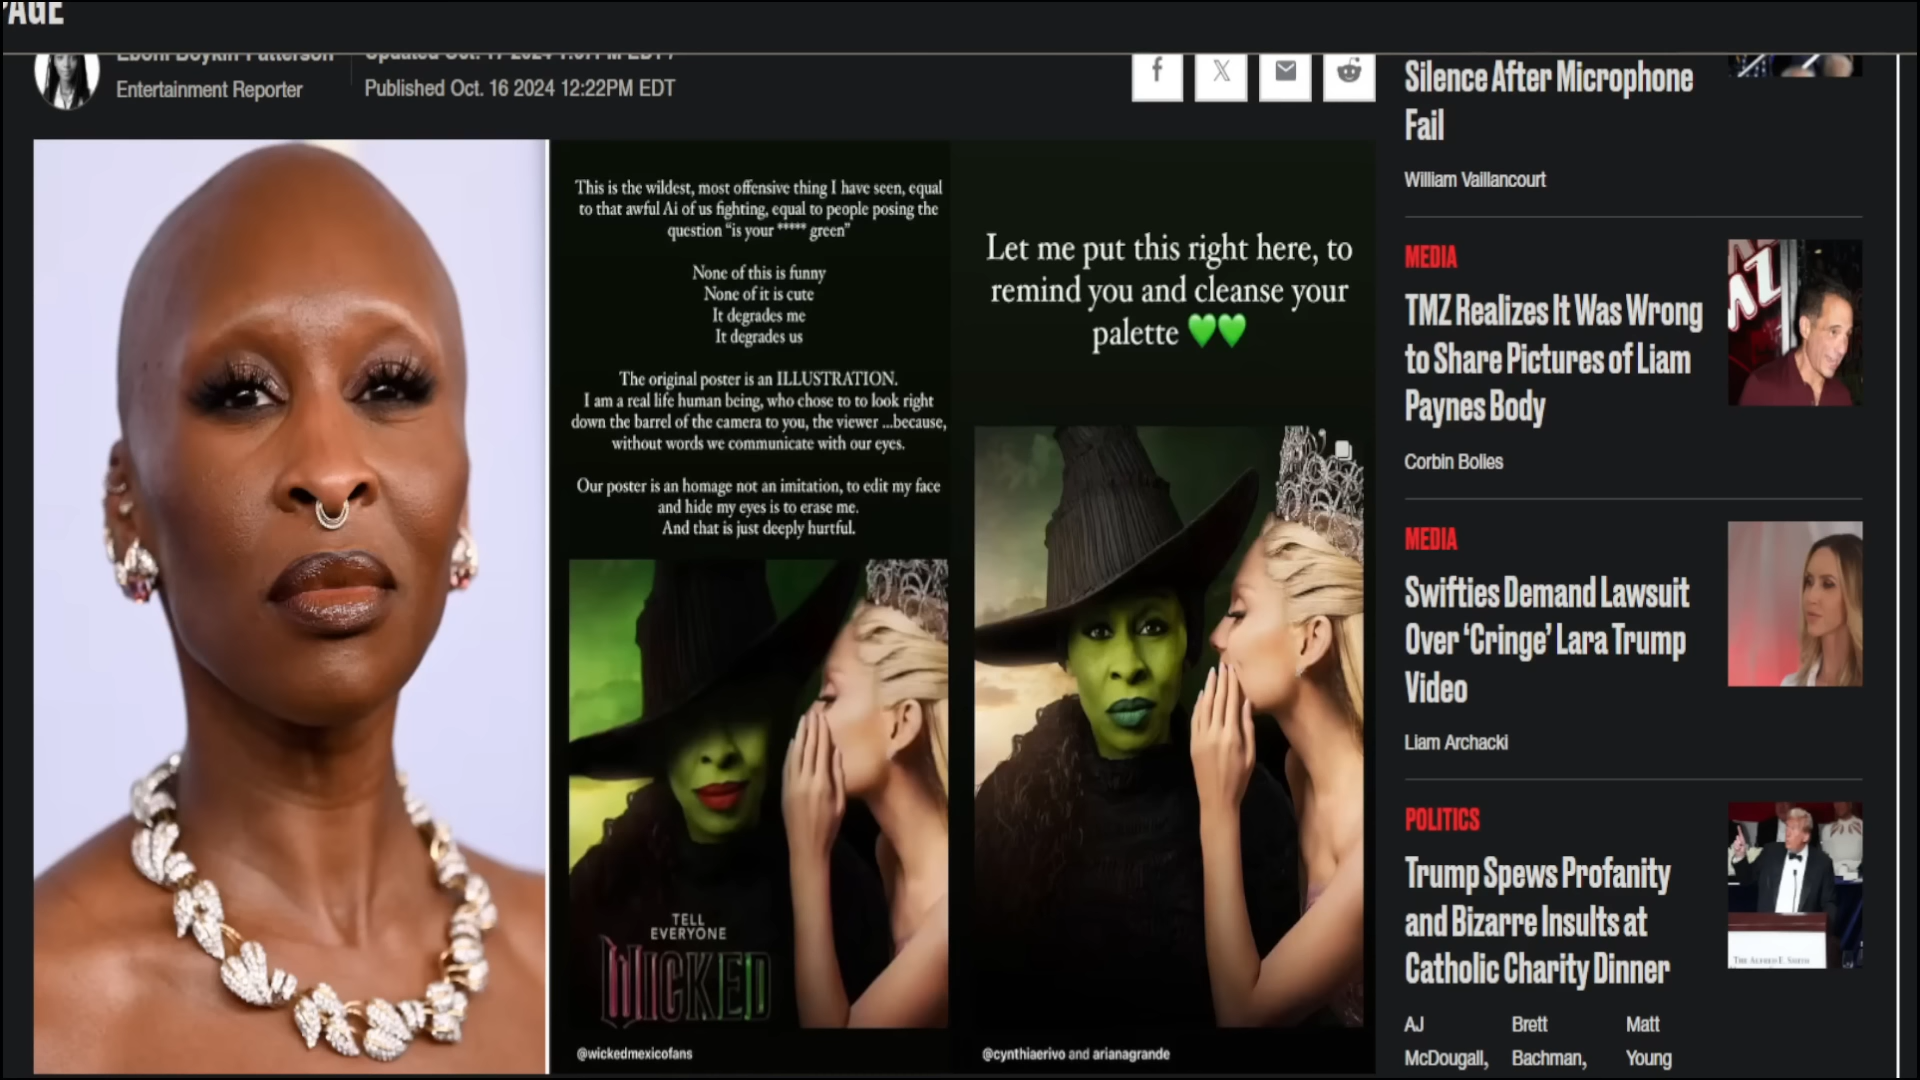 PAGE
Eboni Boykin Patterson
Entertainment Reporter
Published Oct. 16 2024 12:22PM EDT
f
X
This is the wildest, most offensive thing I have seen, equal
to that awful Ai of us fighting, equal to people posing the
question “is your ***** green”
None of this is funny
None of it is cute
It degrades me
It degrades us
The original poster is an ILLUSTRATION.
I am a real life human being, who chose to to look right
down the barrel of the camera to you, the viewer ...because,
without words we communicate with our eyes.
Our poster is an homage not an imitation, to edit my face
and hide my eyes is to erase me.
And that is just deeply hurtful.
TELL
EVERYONE
WICKED
@wickedmexicofans
Let me put this right here, to
remind you and cleanse your
palette 💚💚
@cynthiaerivo and arianagrande
Silence After Microphone
Fail
William Vaillancourt
MEDIA
TMZ Realizes It Was Wrong
to Share Pictures of Liam
Paynes Body
Corbin Bolies
MEDIA
Swifties Demand Lawsuit
Over ‘Cringe’ Lara Trump
Video
Liam Archacki
POLITICS
Trump Spews Profanity
and Bizarre Insults at
Catholic Charity Dinner
THE ALFRED E. SMITH
AJ Brett Matt
McDougall, Bachman, Young